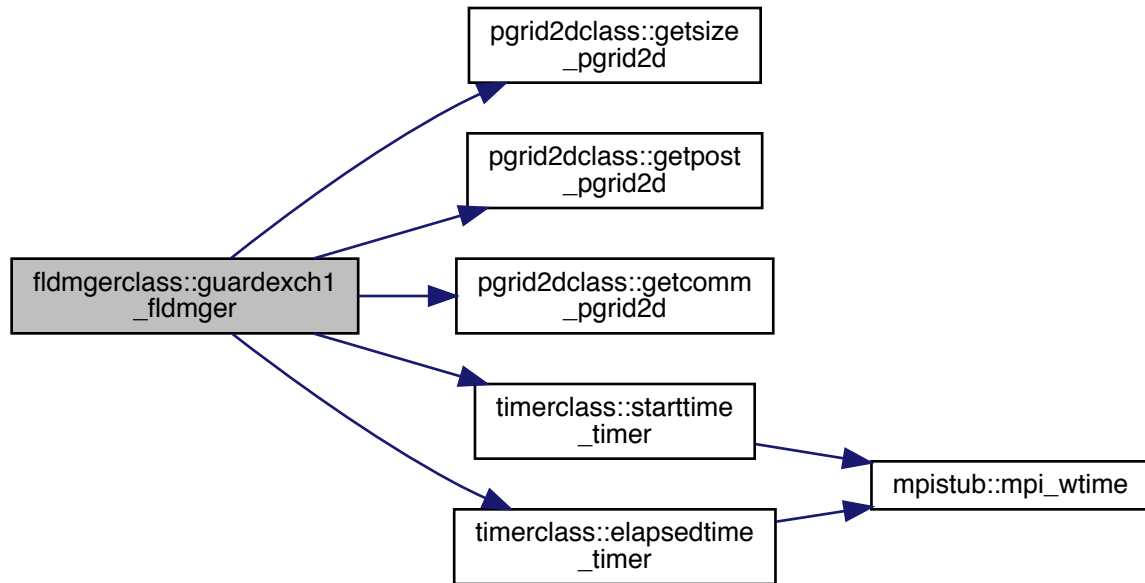 pgrid2dclass::getsize
_pgrid2d
pgrid2dclass::getpost
_pgrid2d
fldmgerclass::guardexch1
_fldmger
pgrid2dclass::getcomm
_pgrid2d
timerclass::starttime
_timer
mpistub::mpi_wtime
timerclass::elapsedtime
_timer